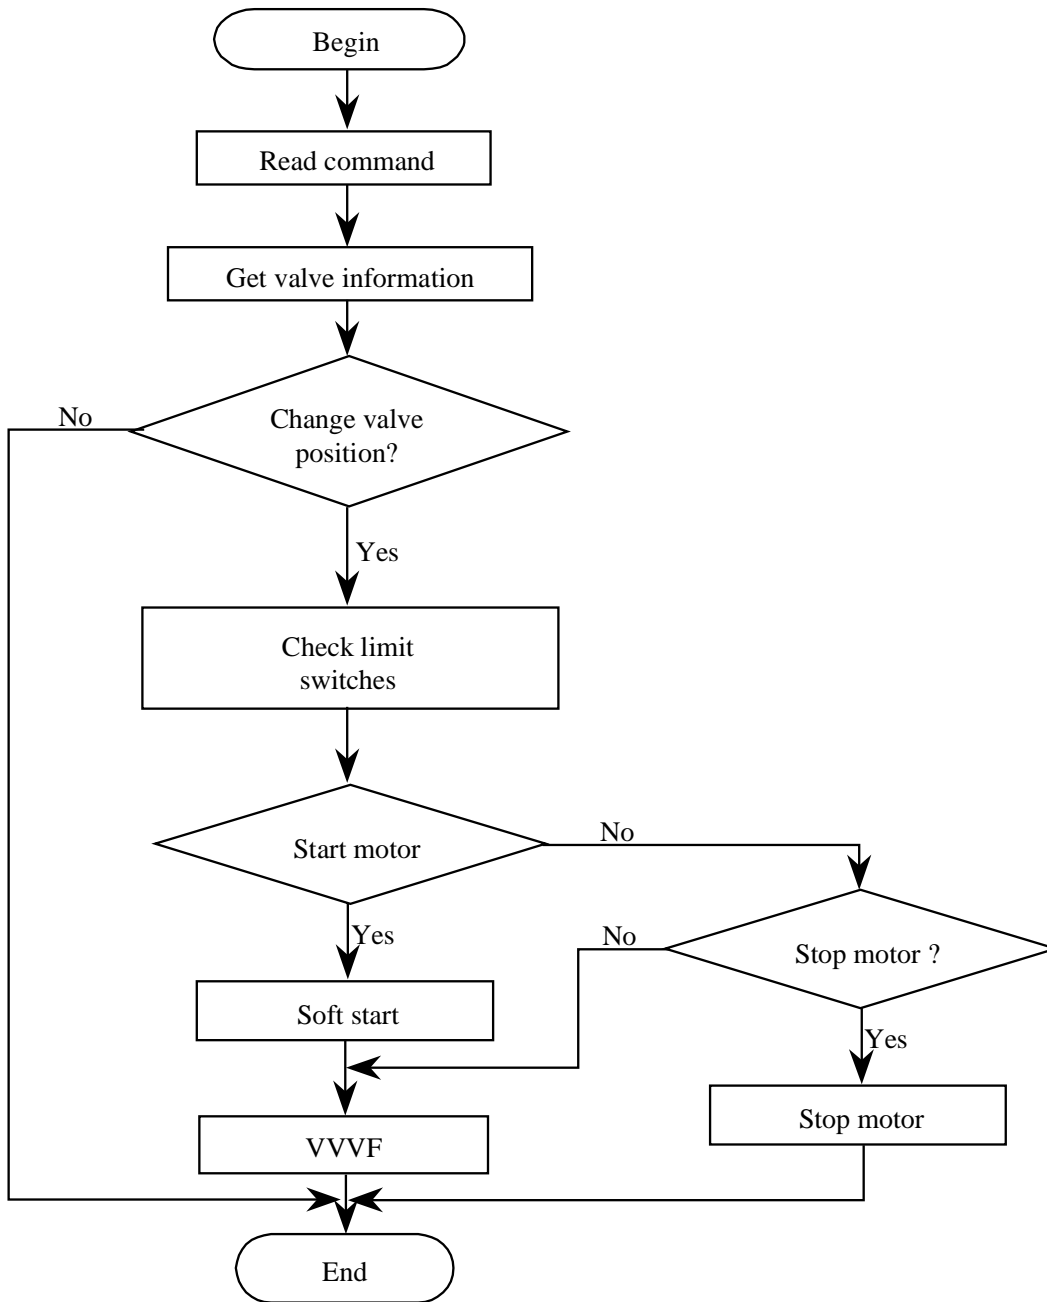 Begin
Read command
Get valve information
No
Change valve
position?
Yes
Check limit
switches
Start motor
No
Yes
No
Stop motor ?
Soft start
Yes
VVVF
Stop motor
End